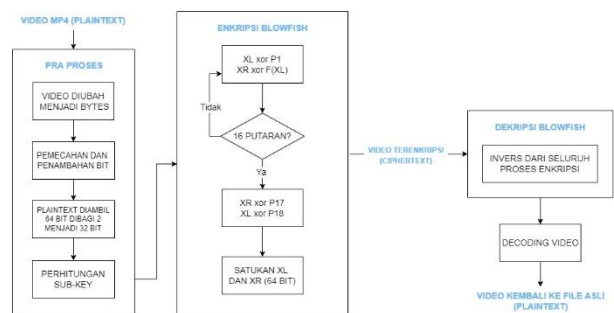 VIDEO MP4 (PLAINTEXT)
PRA PROSES
VIDEO DIUBAH
MENJADI BYTES
PEMECAHAN DAN
PENAMBAHAN BIT
PLAINTEXT DIAMBIL
64 BIT DIBAGI 2
MENJADI 32 BIT
PERHITUNGAN
SUB-KEY
ENKRIPSI BLOWFISH
XL xor P1
XR xor F(XL)
Tidak
16 PUTARAN?
Ya
XR xor P17
XL xor P18
SATUKAN XL
DAN XR (64 BIT)
VIDEO TERENKRIPSI
(CIPHERTEXT)
DEKRIPSI BLOWFISH
INVERS DARI SELURUH
PROSES ENKRIPSI
DECODING VIDEO
VIDEO KEMBALI KE FILE ASLI
(PLAINTEXT)